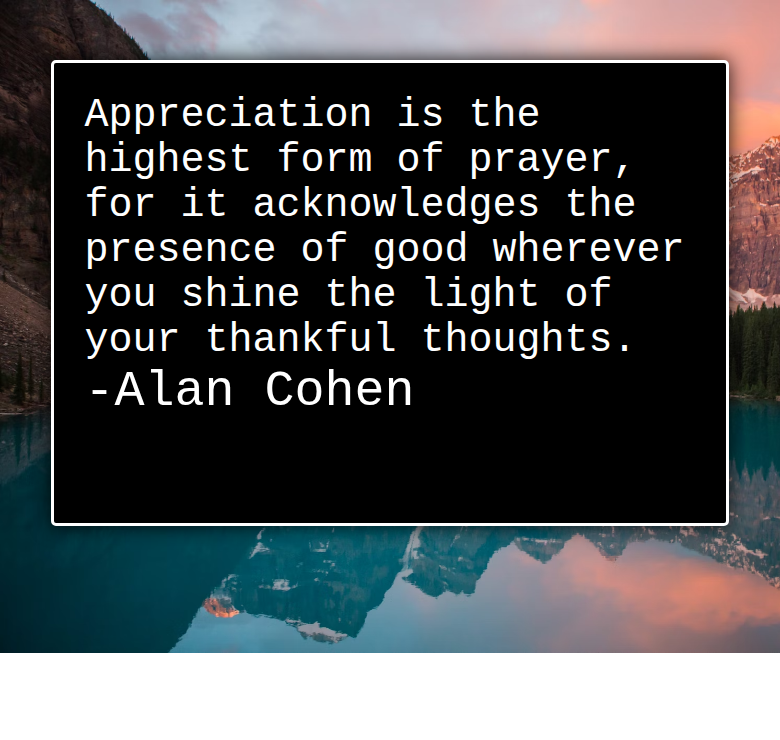 Appreciation is the
highest form of prayer,
for it acknowledges the
presence of good wherever
you shine the light of
your thankful thoughts.
-Alan Cohen